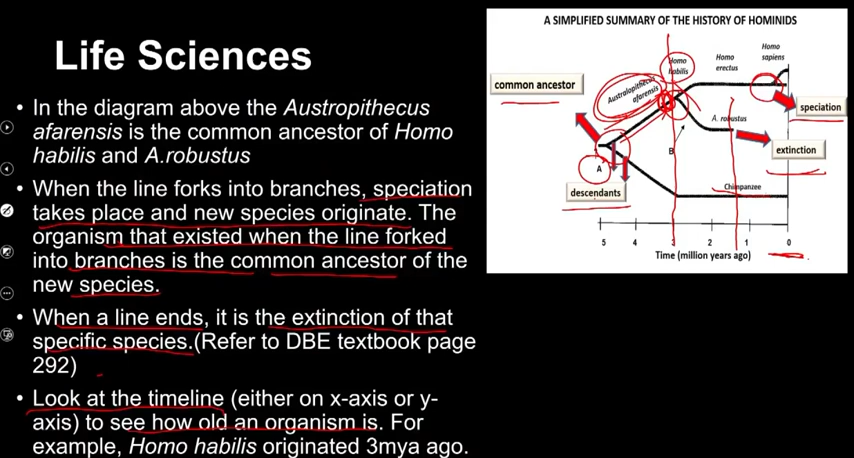 Life Sciences
• In the diagram above the Austropithecus
afarensis is the common ancestor of Homo
habilis and A.robustus
• When the line forks into branches, speciation
takes place and new species originate. The
organism that existed when the line forked
into branches is the common ancestor of the
new species.
• When a line ends, it is the extinction of that
specific species.(Refer to DBE textbook page
292)
• Look at the timeline (either on x-axis or y-
axis) to see how old an organism is. For
example, Homo habilis originated 3mya ago.
A SIMPLIFIED SUMMARY OF THE HISTORY OF HOMINIDS
Homo
sapiens
Homo
habilis
Homo
erectus
common ancestor
Australopithecus
afarensis
speciation
A. robustus
B
extinction
A
descendants
Chimpanzee
5 4 3 2 1 0
Time (million years ago)